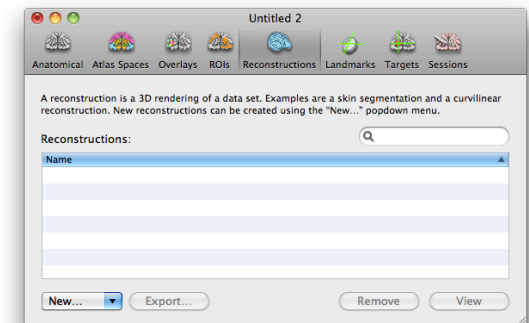 Untitled 2
Anatomical Atlas Spaces Overlays ROIs Reconstructions Landmarks Targets Sessions
A reconstruction is a 3D rendering of a data set. Examples are a skin segmentation and a curvilinear
reconstruction. New reconstructions can be created using the "New..." popdown menu.
Reconstructions:
Name
New... Export... Remove View